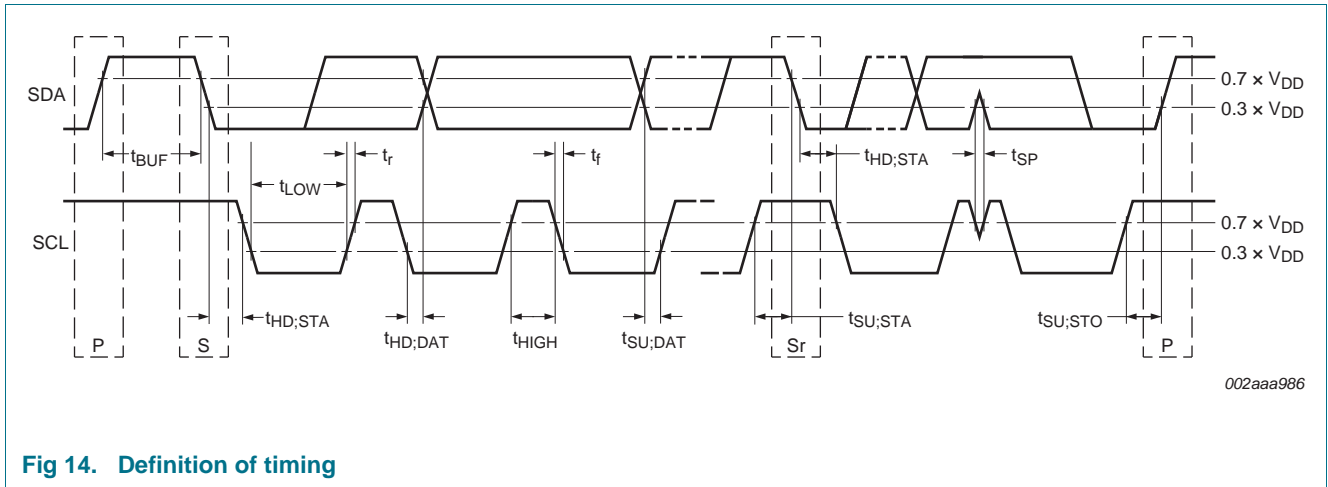 SDA
0.7 × VDD
0.3 × VDD
tBUF
tr
tf
tHD;STA
tSP
tLOW
SCL
0.7 × VDD
0.3 × VDD
tHD;STA
tHD;DAT
tHIGH
tSU;DAT
tSU;STA
tSU;STO
P
S
Sr
P
002aaa986
Fig 14. Definition of timing